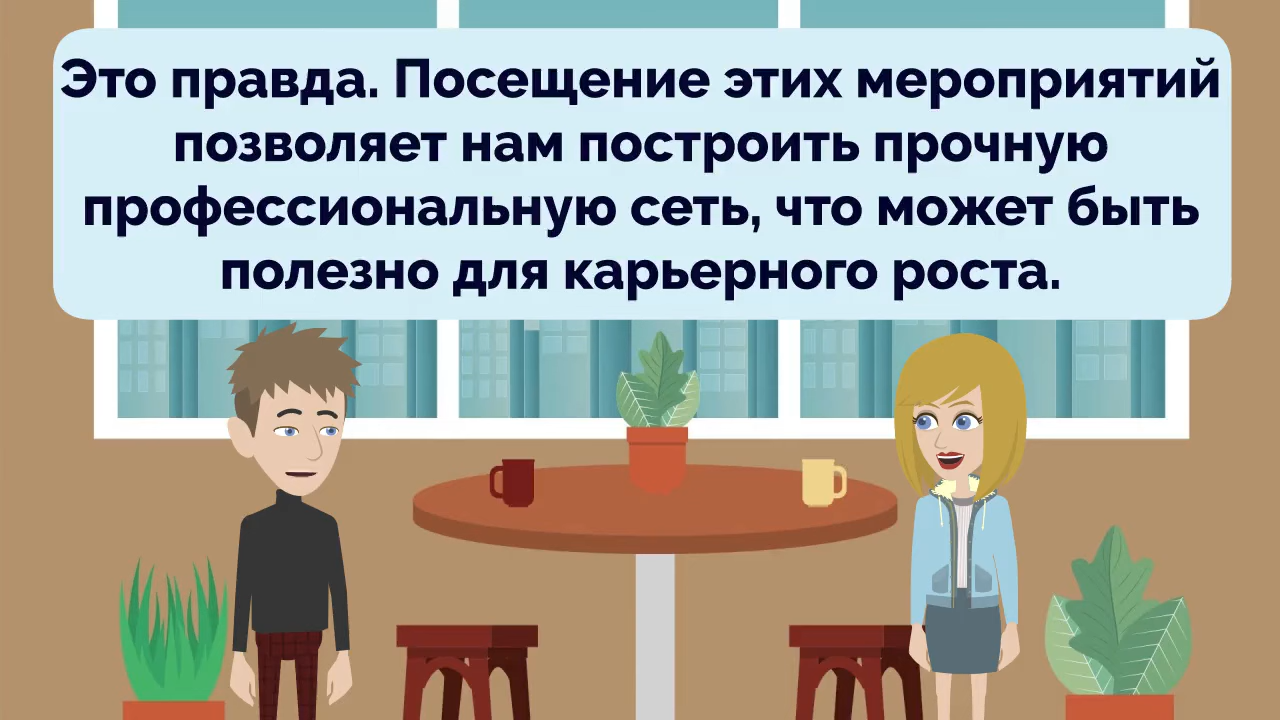 Это правда. Посещение этих мероприятий
позволяет нам построить прочную
профессиональную сеть, что может быть
полезно для карьерного роста.